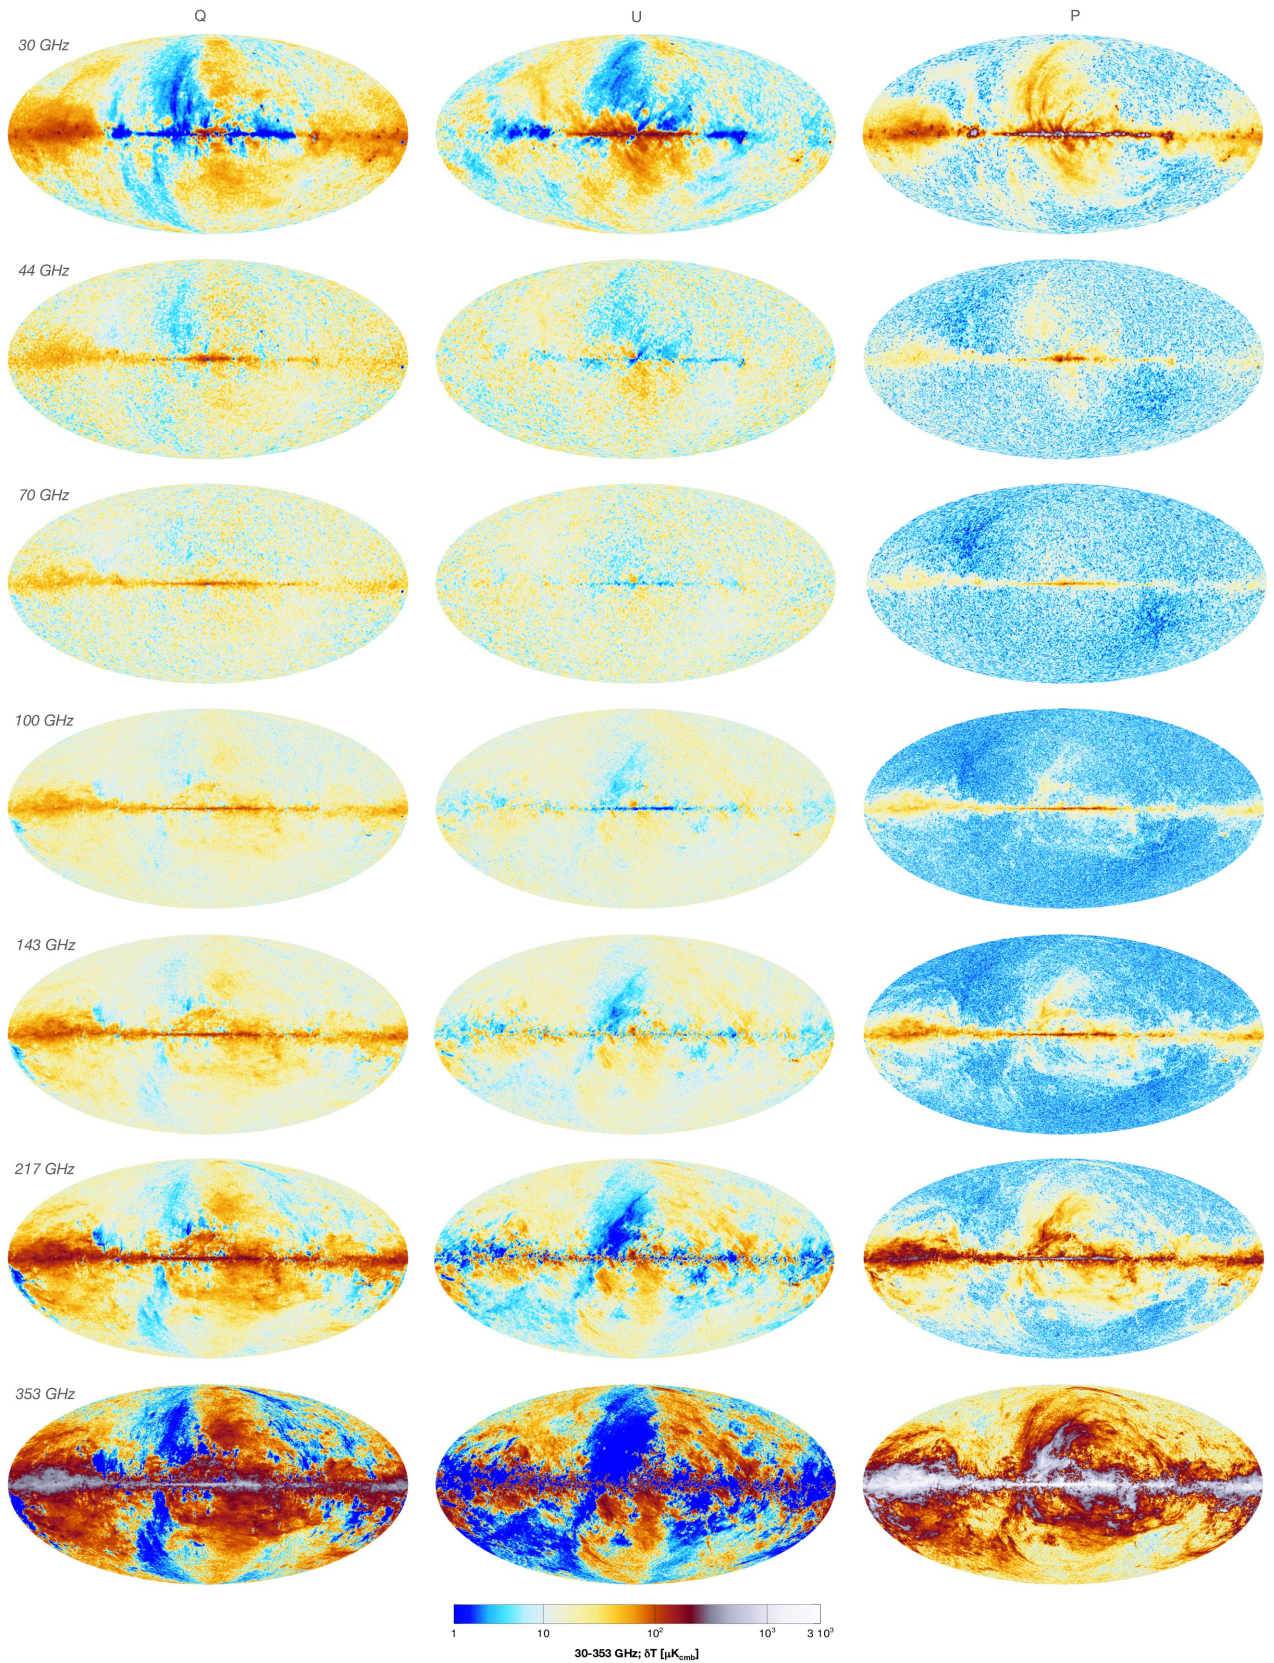 Q U P
30 GHz
44 GHz
70 GHz
100 GHz
143 GHz
217 GHz
353 GHz
1 10 10² 10³ 3 10³
30-353 GHz; δT [μK_cmb]